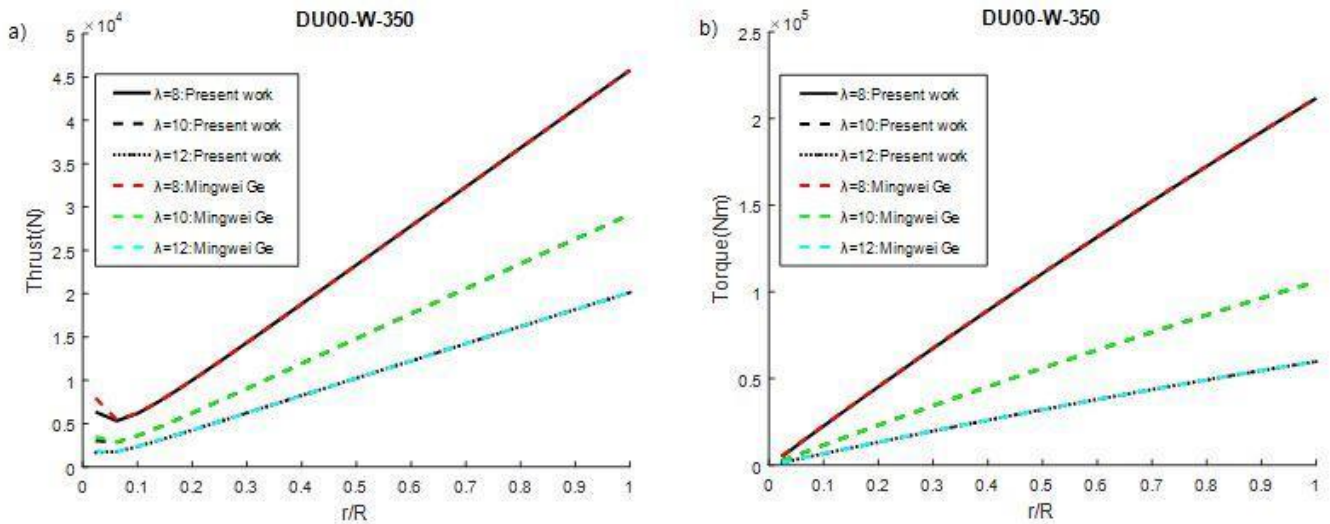 a)
DU00-W-350
×10⁴
5
4.5
4
3.5
3
2.5
2
1.5
1
0.5
0
Thrust(N)
λ=8:Present work
λ=10:Present work
λ=12:Present work
λ=8:Mingwei Ge
λ=10:Mingwei Ge
λ=12:Mingwei Ge
0 0.1 0.2 0.3 0.4 0.5 0.6 0.7 0.8 0.9 1
r/R
b)
DU00-W-350
×10⁵
2.5
2
1.5
1
0.5
0
Torque(Nm)
λ=8:Present work
λ=10:Present work
λ=12:Present work
λ=8:Mingwei Ge
λ=10:Mingwei Ge
λ=12:Mingwei Ge
0 0.1 0.2 0.3 0.4 0.5 0.6 0.7 0.8 0.9 1
r/R